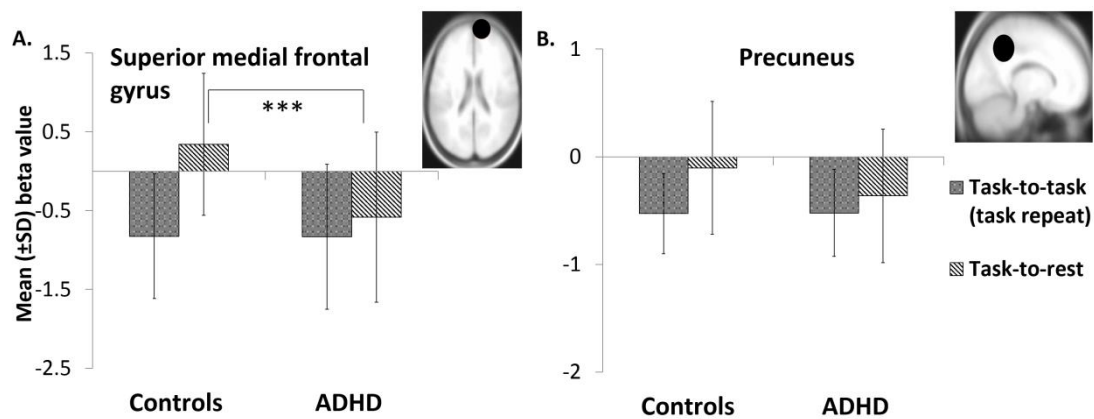 A.
Superior medial frontal
gyrus
***
Mean (±SD) beta value
1.5
0.5
-0.5
-1.5
-2.5
Controls
ADHD
B.
Precuneus
1
0
-1
-2
Controls
ADHD
Task-to-task
(task repeat)
Task-to-rest